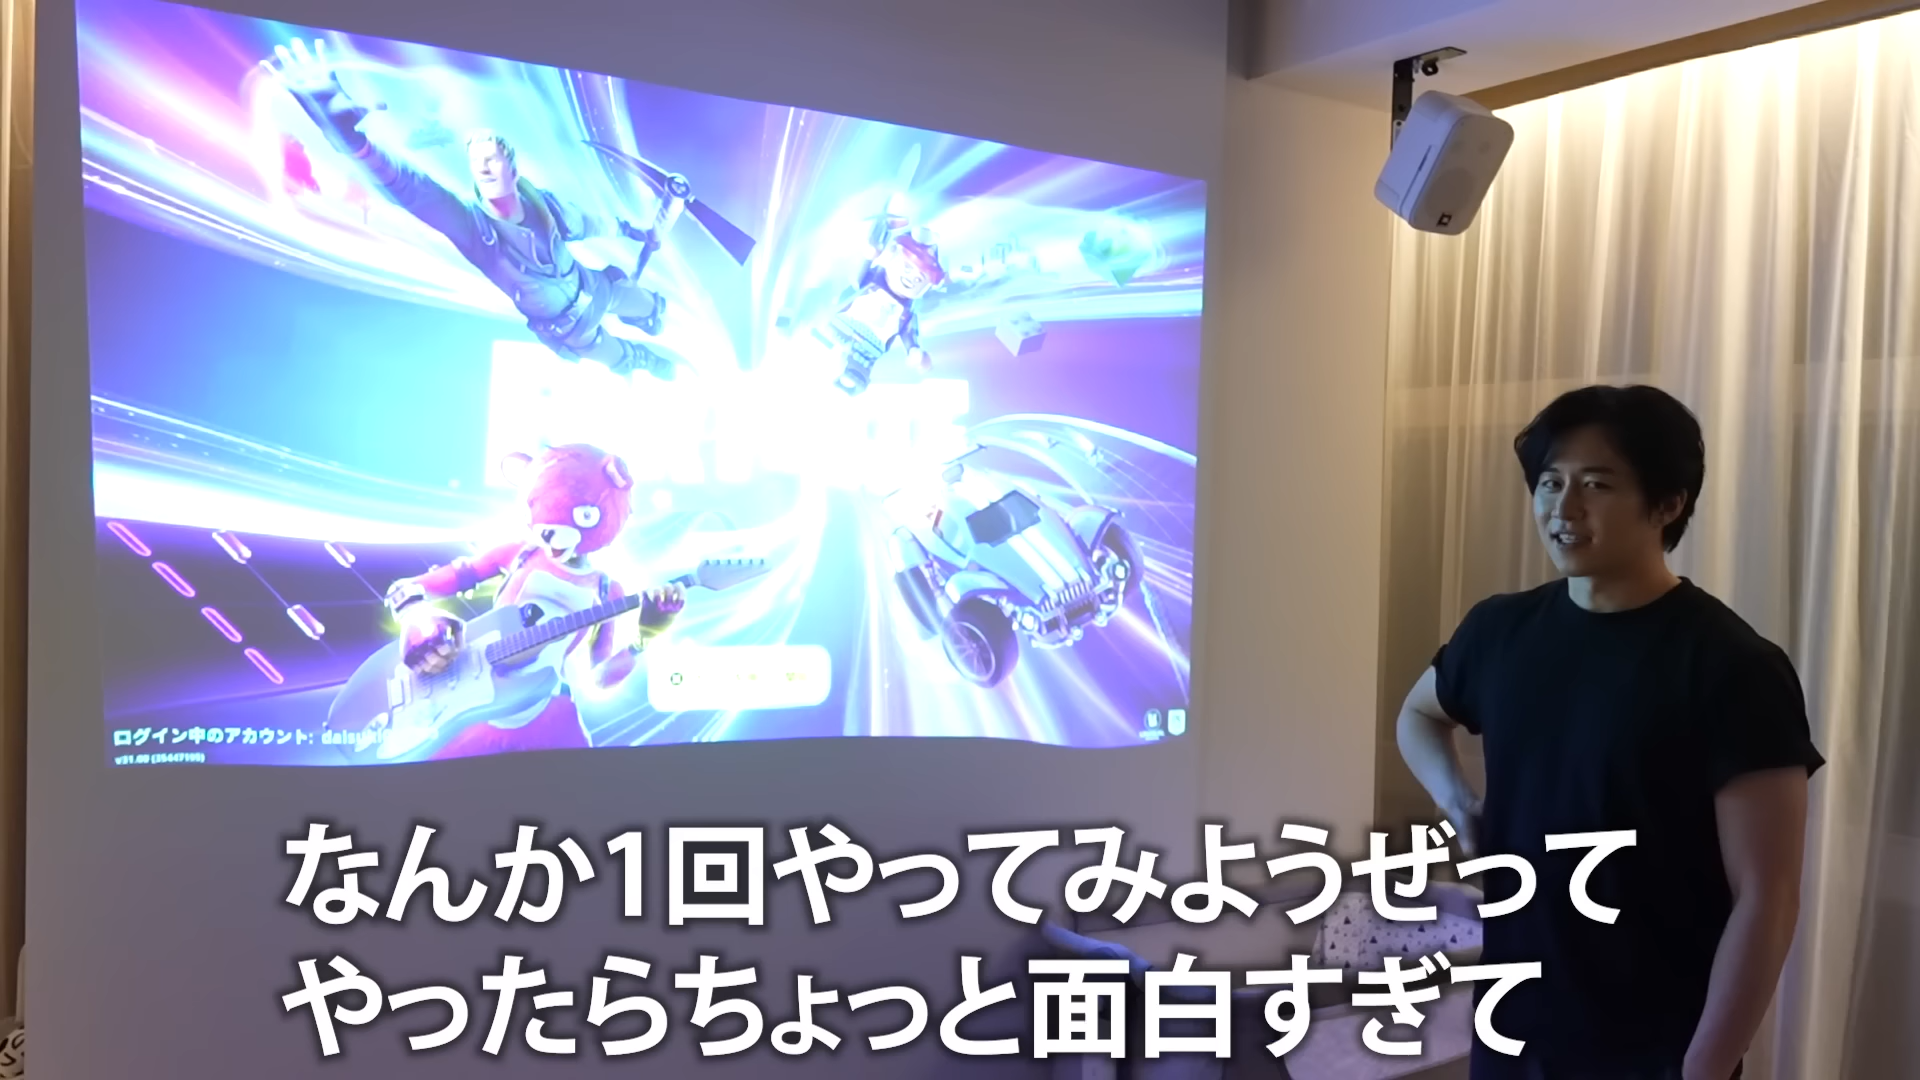 ログイン中のアカウント:
なんか1回やってみようぜって
やったらちょっと面白すぎて